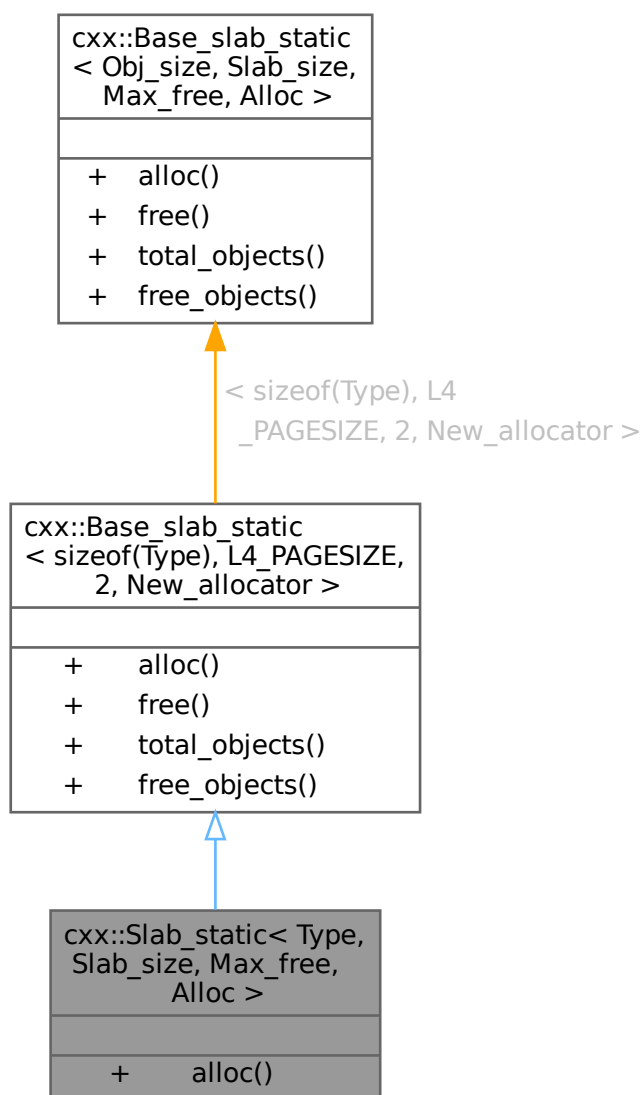 cxx::Base_slab_static
< Obj_size, Slab_size,
Max_free, Alloc >
+ alloc()
+ free()
+ total_objects()
+ free_objects()
< sizeof(Type), L4
_PAGESIZE, 2, New_allocator >
cxx::Base_slab_static
< sizeof(Type), L4_PAGESIZE,
2, New_allocator >
+ alloc()
+ free()
+ total_objects()
+ free_objects()
cxx::Slab_static< Type,
Slab_size, Max_free,
Alloc >
+ alloc()